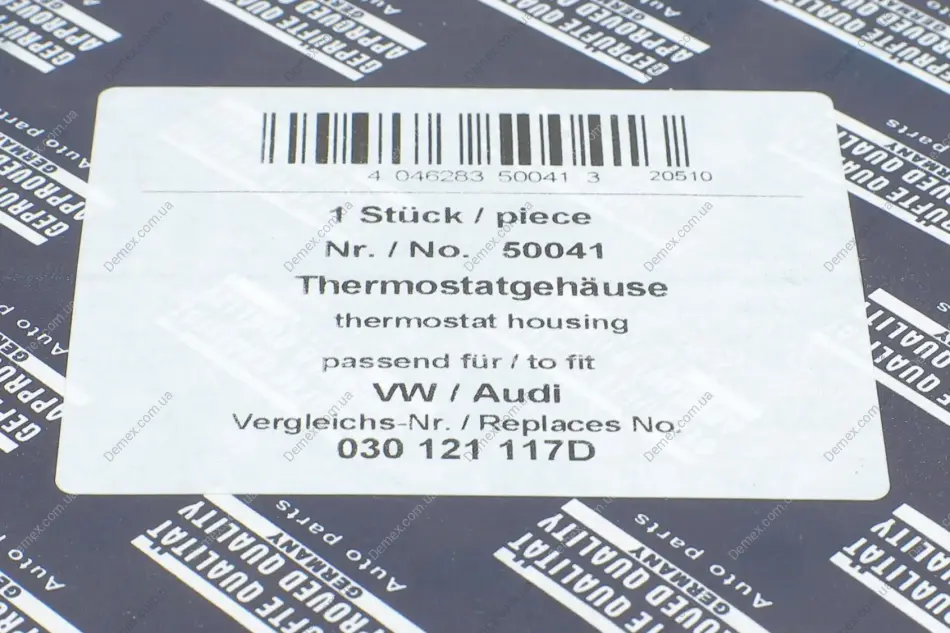 4 046283 50041 3 20510
1 Stück / piece
Nr. / No. 50041
Thermostatgehäuse
thermostat housing
passend für / to fit
VW / Audi
Vergleichs-Nr. / Replaces No.
030 121 117D
GEPRÜFTE QUALITÄT
APPROVED QUALITY
Auto parts
GERMANY
Demex.com.ua